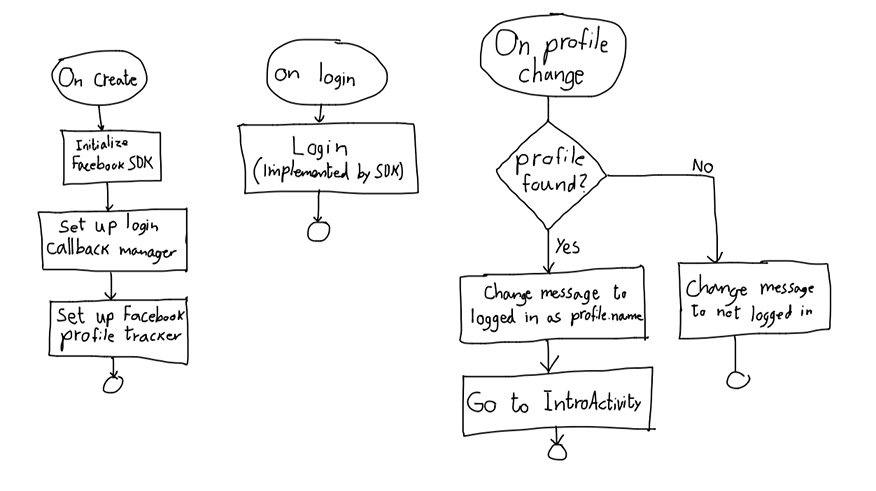 On create
Initialize
Facebook SDK
Set up login
callback manager
Set up Facebook
profile tracker
on login
Login
(Implemented by SDK)
On profile
change
profile
found?
No
Yes
Change message to
logged in as profile.name
Go to IntroActivity
Change message
to not logged in